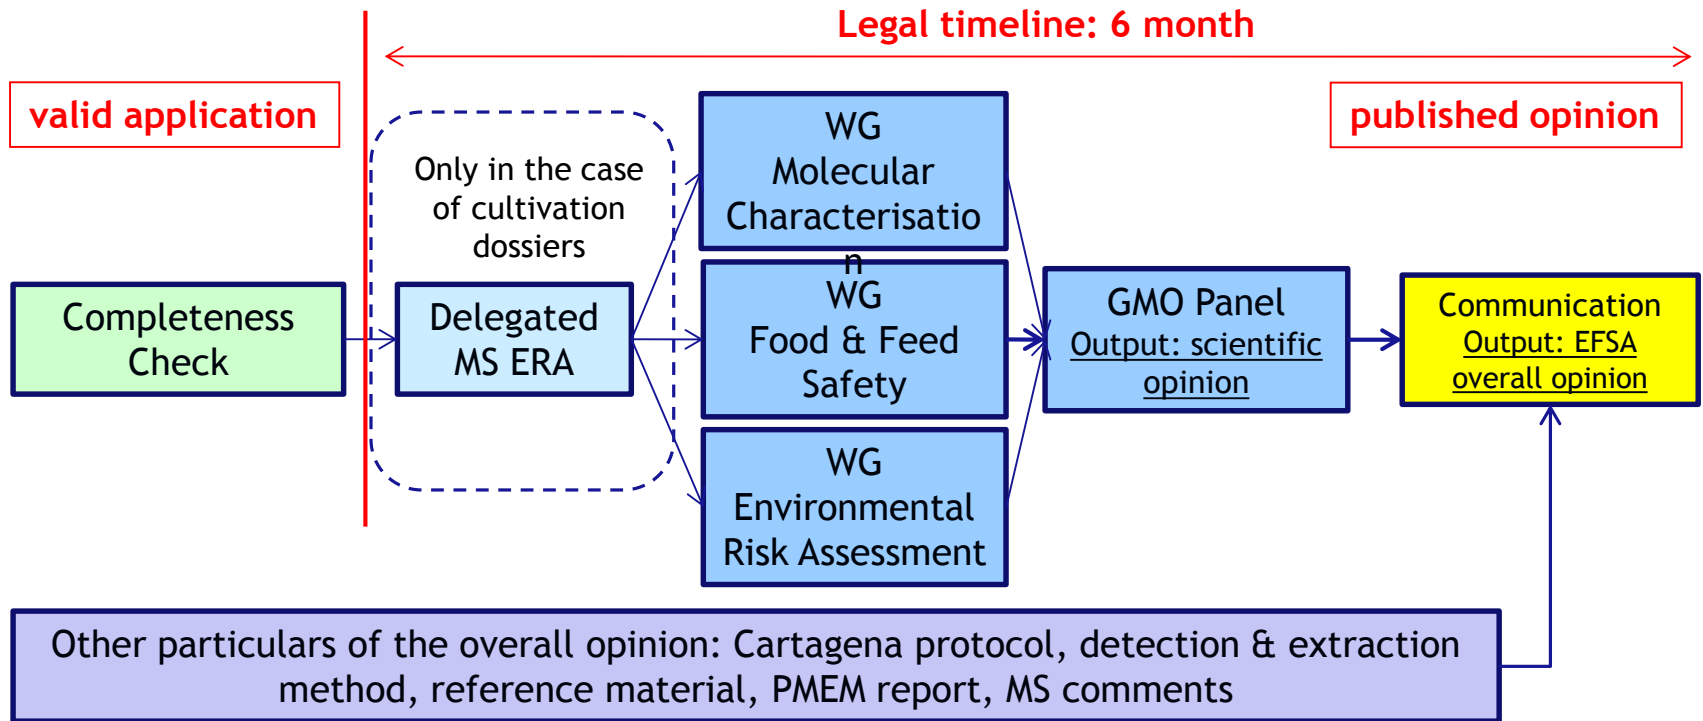 Legal timeline: 6 month
valid application
published opinion
Only in the case
of cultivation
dossiers
Completeness
Check
Delegated
MS ERA
WG
Molecular
Characterisatio
n
WG
Food & Feed
Safety
WG
Environmental
Risk Assessment
GMO Panel
Output: scientific
opinion
Communication
Output: EFSA
overall opinion
Other particulars of the overall opinion: Cartagena protocol, detection & extraction
method, reference material, PMEM report, MS comments